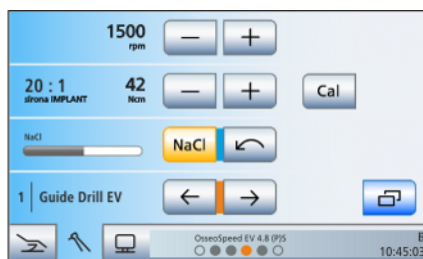 1500
rpm
20 : 1
sirona IMPLANT
42
Ncm
Cal
NaCl
NaCl
1 | Guide Drill EV
OsseoSpeed EV 4.8 (P)S
10:45:03